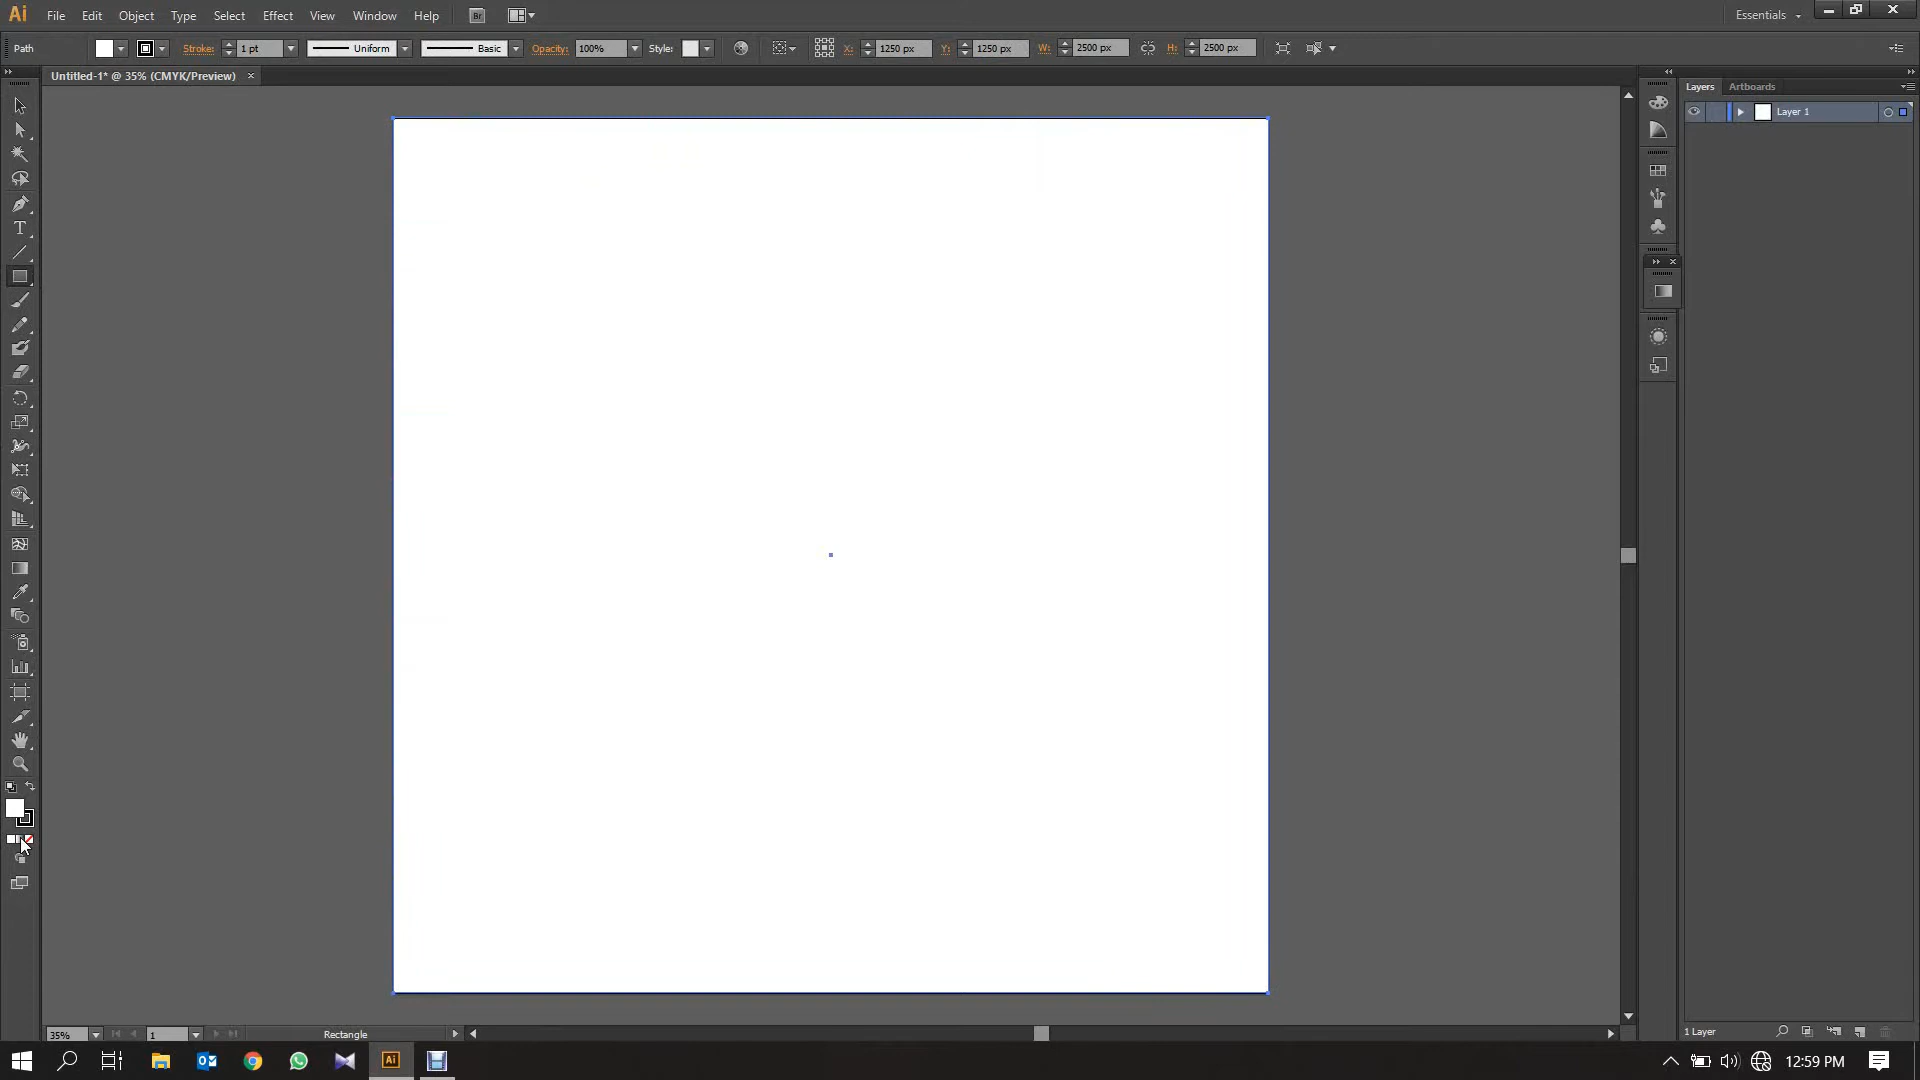 Ai File Edit Object Type Select Effect View Window Help Br Essentials
Path Stroke: 1 pt Uniform Basic Opacity: 100% Style: X: 1250 px Y: 1250 px W: 2500 px H: 2500 px
Untitled-1* @ 35% (CMYK/Preview) ×
Layers Artboards
Layer 1
T
35% 1 Rectangle
1 Layer
Ai 12:59 PM